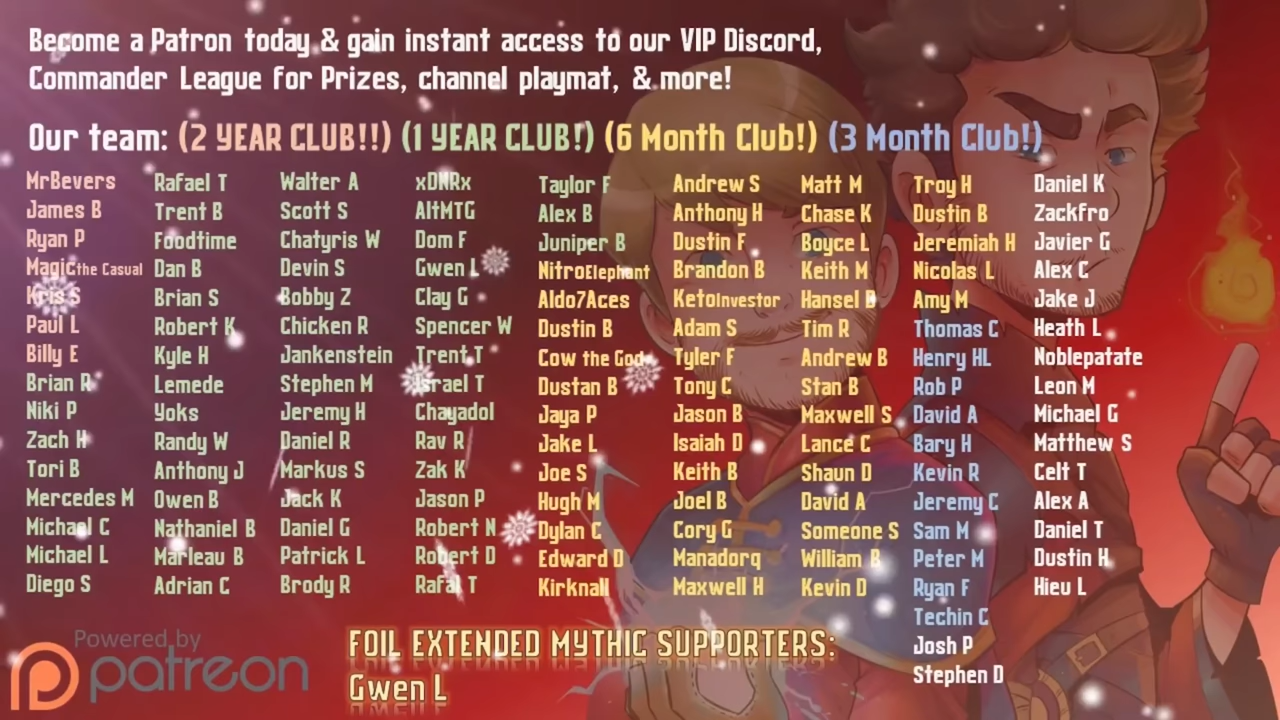 Become a Patron today & gain instant access to our VIP Discord,
Commander League for Prizes, channel playmat, & more!
Our team: (2 YEAR CLUB!!) (1 YEAR CLUB!) (6 Month Club!) (3 Month Club!)
MrBevers
James B
Ryan P
Magic the Casual
Kris S
Paul L
Billy E
Brian R
Niki P
Zach H
Tori B
Mercedes M
Michael C
Michael L
Diego S
Rafael T
Trent B
Foodtime
Dan B
Brian S
Robert K
Kyle H
Lemede
Yoks
Randy W
Anthony J
Owen B
Nathaniel B
Marleau B
Adrian C
Walter A
Scott S
Chatyris W
Devin S
Bobby Z
Chicken R
Jankenstein
Stephen M
Jeremy H
Daniel R
Markus S
Jack K
Daniel G
Patrick L
Brody R
xDNRx
AltMTG
Dom F
Gwen L
Clay G
Spencer W
Trent T
Israel T
Chayadol
Rav R
Zak K
Jason P
Robert N
Robert D
Rafal T
Taylor F
Alex B
Juniper B
NitroElephant
Aldo7Aces
Dustin B
Cow the God
Dustan B
Jaya P
Jake L
Joe S
Hugh M
Dylan C
Edward D
Kirknall
Andrew S
Anthony H
Dustin F
Brandon B
KetoInvestor
Adam S
Tyler F
Tony C
Jason B
Isaiah D
Keith B
Joel B
Cory G
Manadorq
Maxwell H
Matt M
Chase K
Boyce L
Keith M
Hansel B
Tim R
Andrew B
Stan B
Maxwell S
Lance C
Shaun D
David A
Someone S
William B
Kevin D
Troy H
Dustin B
Jeremiah H
Nicolas L
Amy M
Thomas C
Henry HL
Rob P
David A
Bary H
Kevin R
Jeremy C
Sam M
Peter M
Ryan F
Techin C
Josh P
Stephen D
Daniel K
Zackfro
Javier G
Alex C
Jake J
Heath L
Noblepatate
Leon M
Michael G
Matthew S
Celt T
Alex A
Daniel T
Dustin H
Hieu L
Powered by
patreon
FOIL EXTENDED MYTHIC SUPPORTERS:
Gwen L